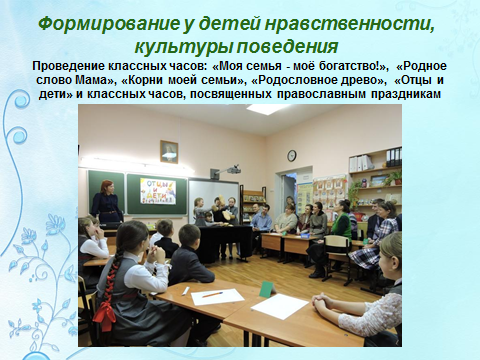 Формирование у детей нравственности,
культуры поведения
Проведение классных часов: «Моя семья - моё богатство!», «Родное
слово Мама», «Корни моей семьи», «Родословное древо», «Отцы и
дети» и классных часов, посвященных православным праздникам
ОТЦЫ
И
ДЕТИ